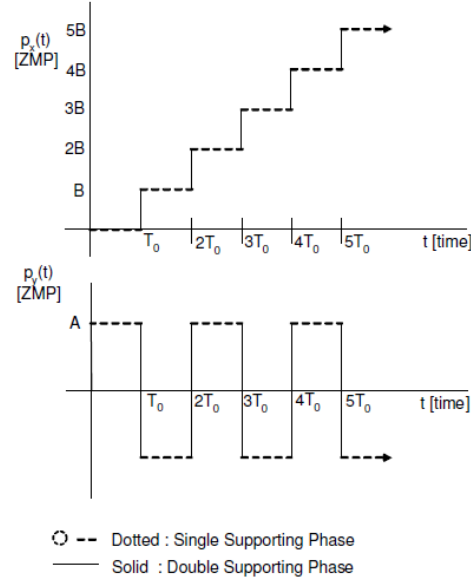 pₓ(t)
[ZMP]
5B
4B
3B
2B
B
T₀ 2T₀ 3T₀ 4T₀ 5T₀ t [time]
pᵧ(t)
[ZMP]
A
T₀ 2T₀ 3T₀ 4T₀ 5T₀ t [time]
Dotted : Single Supporting Phase
Solid : Double Supporting Phase